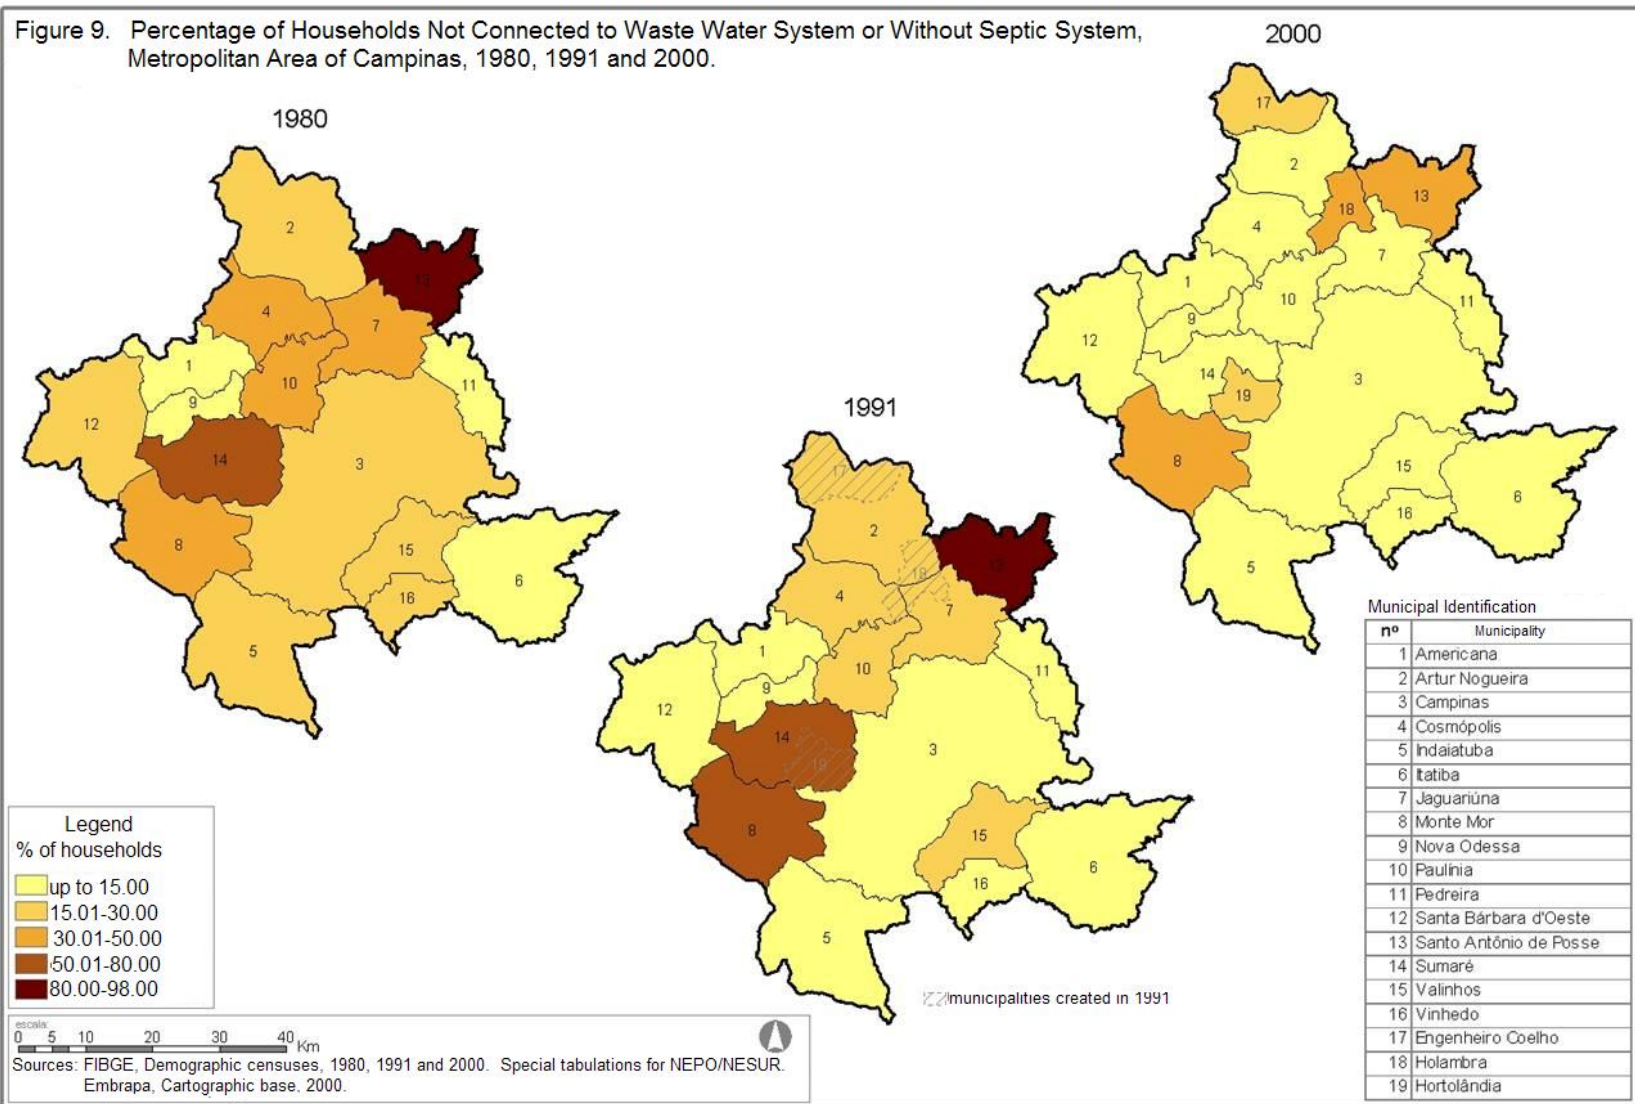 Figure 9. Percentage of Households Not Connected to Waste Water System or Without Septic System,
Metropolitan Area of Campinas, 1980, 1991 and 2000.
1980
2
13
4
7
1
11
10
9
12
14
3
8
15
6
16
5
1991
17
2
18
13
4
7
1
11
10
9
12
14
3
19
8
15
6
16
5
municipalities created in 1991
2000
17
2
13
18
4
7
1
10
11
9
12
14
3
19
8
15
6
16
5
Legend
% of households
up to 15.00
15.01-30.00
30.01-50.00
50.01-80.00
80.00-98.00
escala:
0 5 10 20 30 40 Km
Sources: FIBGE, Demographic censuses, 1980, 1991 and 2000. Special tabulations for NEPO/NESUR.
Embrapa, Cartographic base. 2000.
Municipal Identification
nº Municipality
1 Americana
2 Artur Nogueira
3 Campinas
4 Cosmópolis
5 Indaiatuba
6 Itatiba
7 Jaguariúna
8 Monte Mor
9 Nova Odessa
10 Paulínia
11 Pedreira
12 Santa Bárbara d'Oeste
13 Santo Antônio de Posse
14 Sumaré
15 Valinhos
16 Vinhedo
17 Engenheiro Coelho
18 Holambra
19 Hortolândia